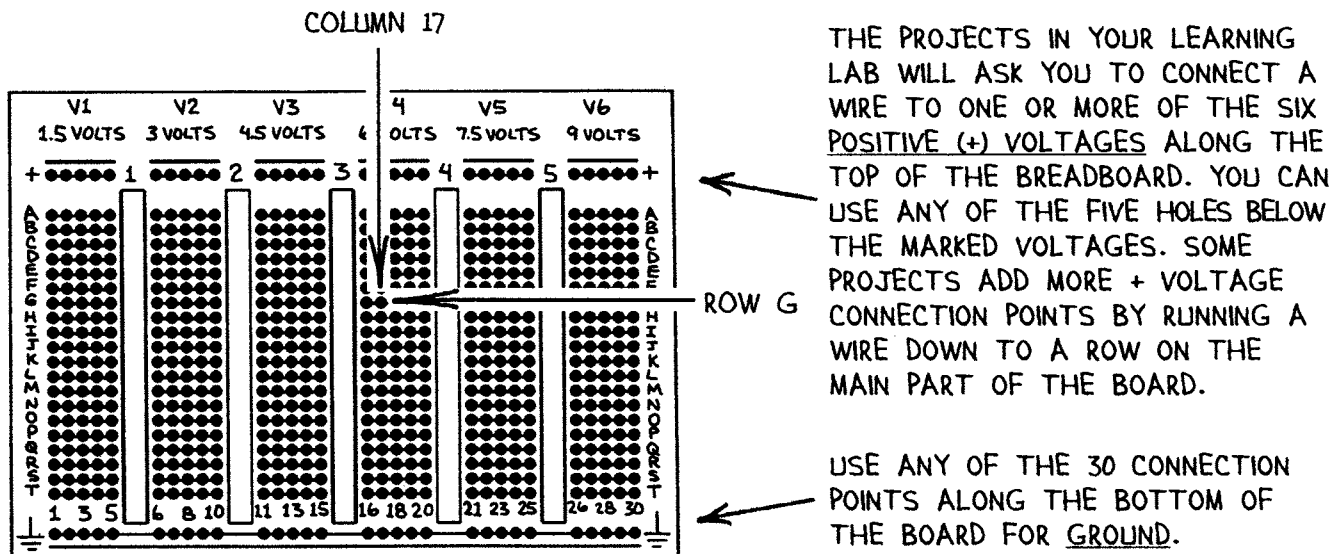 COLUMN 17
V1 V2 V3 4 V5 V6
1.5 VOLTS 3 VOLTS 4.5 VOLTS 6 OLTS 7.5 VOLTS 9 VOLTS
+ 1 2 3 4 5 +
A A
B B
C C
D D
E E
F
G
ROW G
H H
I I
J J
K K
L L
M M
N N
O O
P P
Q Q
R R
S S
T T
1 3 5 6 8 10 11 13 15 16 18 20 21 23 25 26 28 30
THE PROJECTS IN YOUR LEARNING
LAB WILL ASK YOU TO CONNECT A
WIRE TO ONE OR MORE OF THE SIX
POSITIVE (+) VOLTAGES ALONG THE
TOP OF THE BREADBOARD. YOU CAN
USE ANY OF THE FIVE HOLES BELOW
THE MARKED VOLTAGES. SOME
PROJECTS ADD MORE + VOLTAGE
CONNECTION POINTS BY RUNNING A
WIRE DOWN TO A ROW ON THE
MAIN PART OF THE BOARD.
USE ANY OF THE 30 CONNECTION
POINTS ALONG THE BOTTOM OF
THE BOARD FOR GROUND.